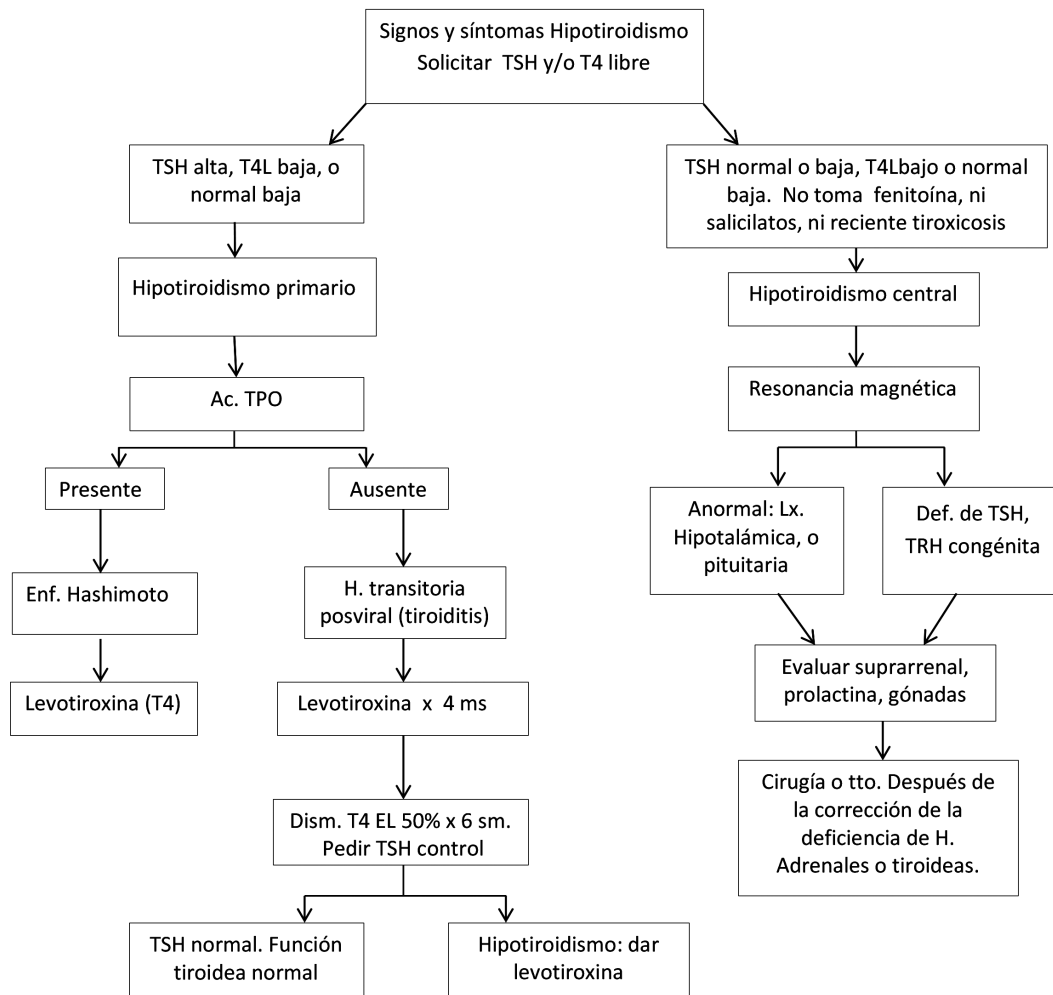 Signos y síntomas Hipotiroidismo
Solicitar TSH y/o T4 libre
TSH alta, T4L baja, o
normal baja
Hipotiroidismo primario
Ac. TPO
Presente
Ausente
Enf. Hashimoto
H. transitoria
posviral (tiroiditis)
Levotiroxina (T4)
Levotiroxina x 4 ms
Dism. T4 EL 50% x 6 sm.
Pedir TSH control
TSH normal. Función
tiroidea normal
Hipotiroidismo: dar
levotiroxina
TSH normal o baja, T4Lbajo o normal
baja. No toma fenitoína, ni
salicilatos, ni reciente tiroxicosis
Hipotiroidismo central
Resonancia magnética
Anormal: Lx.
Hipotalámica, o
pituitaria
Def. de TSH,
TRH congénita
Evaluar suprarrenal,
prolactina, gónadas
Cirugía o tto. Después de
la corrección de la
deficiencia de H.
Adrenales o tiroideas.